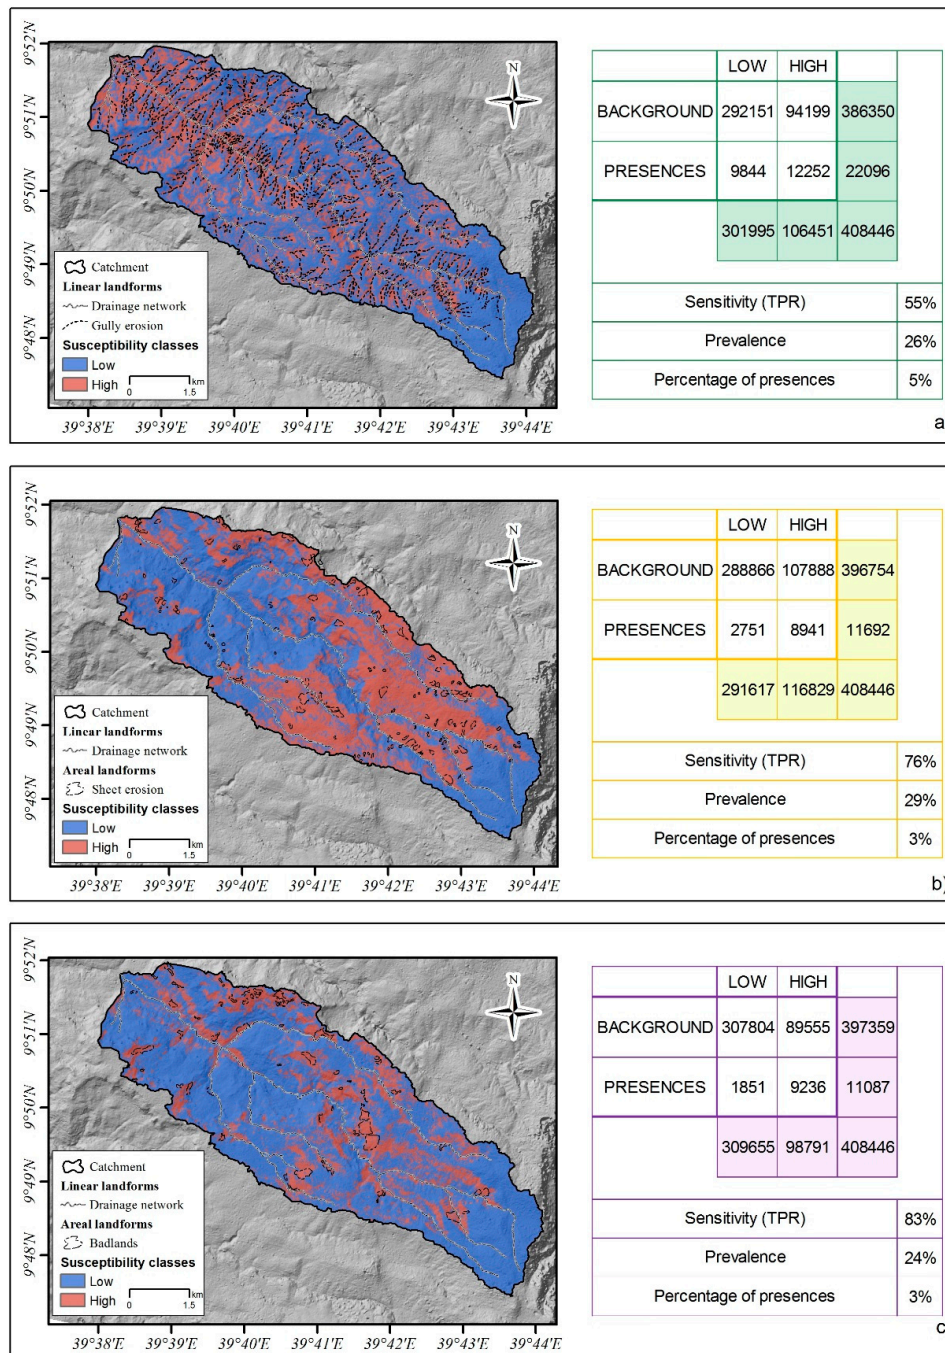 9°52'N
9°51'N
9°50'N
9°49'N
9°48'N
N
Catchment
Linear landforms
Drainage network
Gully erosion
Susceptibility classes
Low
High
km
0 1.5
39°38'E 39°39'E 39°40'E 39°41'E 39°42'E 39°43'E 39°44'E
LOW HIGH
BACKGROUND 292151 94199 386350
PRESENCES 9844 12252 22096
301995 106451 408446
Sensitivity (TPR) 55%
Prevalence 26%
Percentage of presences 5%
a
9°52'N
9°51'N
9°50'N
9°49'N
9°48'N
N
Catchment
Linear landforms
Drainage network
Areal landforms
Sheet erosion
Susceptibility classes
Low
High
km
0 1.5
39°38'E 39°39'E 39°40'E 39°41'E 39°42'E 39°43'E 39°44'E
LOW HIGH
BACKGROUND 288866 107888 396754
PRESENCES 2751 8941 11692
291617 116829 408446
Sensitivity (TPR) 76%
Prevalence 29%
Percentage of presences 3%
b)
9°52'N
9°51'N
9°50'N
9°49'N
9°48'N
N
Catchment
Linear landforms
Drainage network
Areal landforms
Badlands
Susceptibility classes
Low
High
km
0 1.5
39°38'E 39°39'E 39°40'E 39°41'E 39°42'E 39°43'E 39°44'E
LOW HIGH
BACKGROUND 307804 89555 397359
PRESENCES 1851 9236 11087
309655 98791 408446
Sensitivity (TPR) 83%
Prevalence 24%
Percentage of presences 3%
c